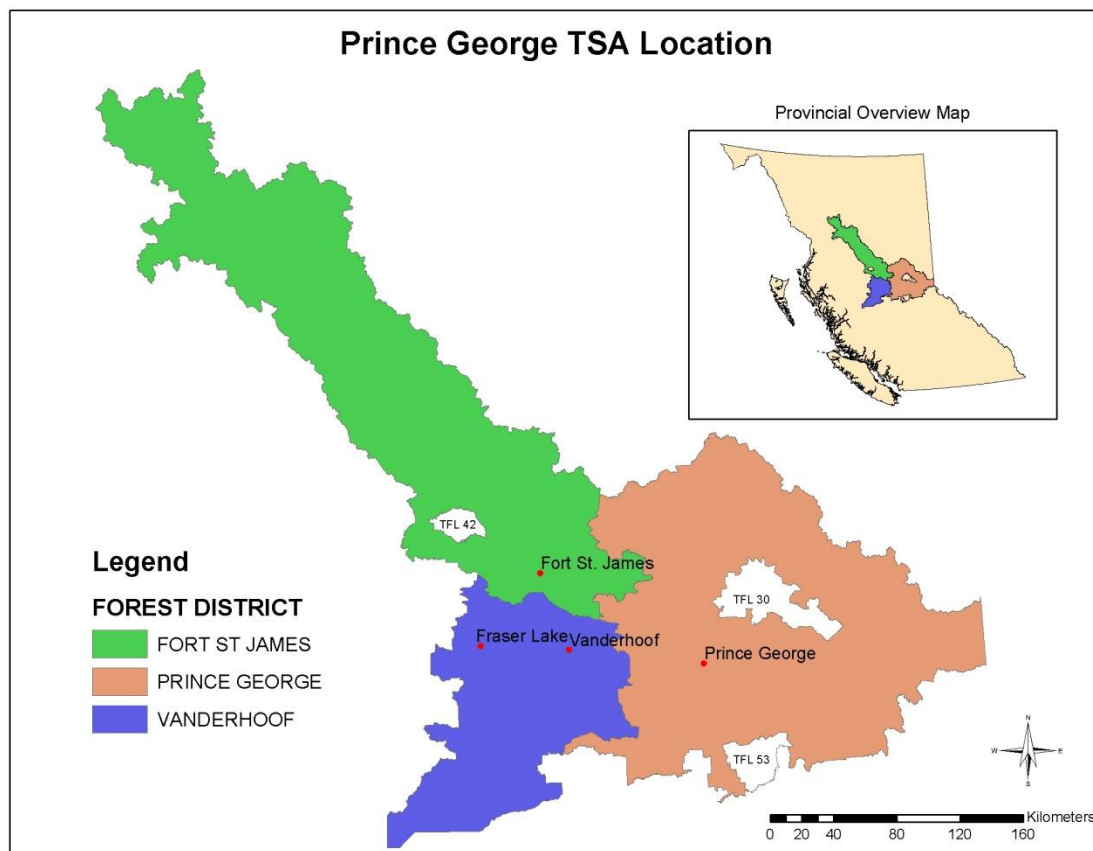 Prince George TSA Location
Provincial Overview Map
TFL 42
Fort St. James
TFL 30
Fraser Lake
Vanderhoof
Prince George
TFL 53
Legend
FOREST DISTRICT
FORT ST JAMES
PRINCE GEORGE
VANDERHOOF
N
W E
S
Kilometers
0 20 40 80 120 160